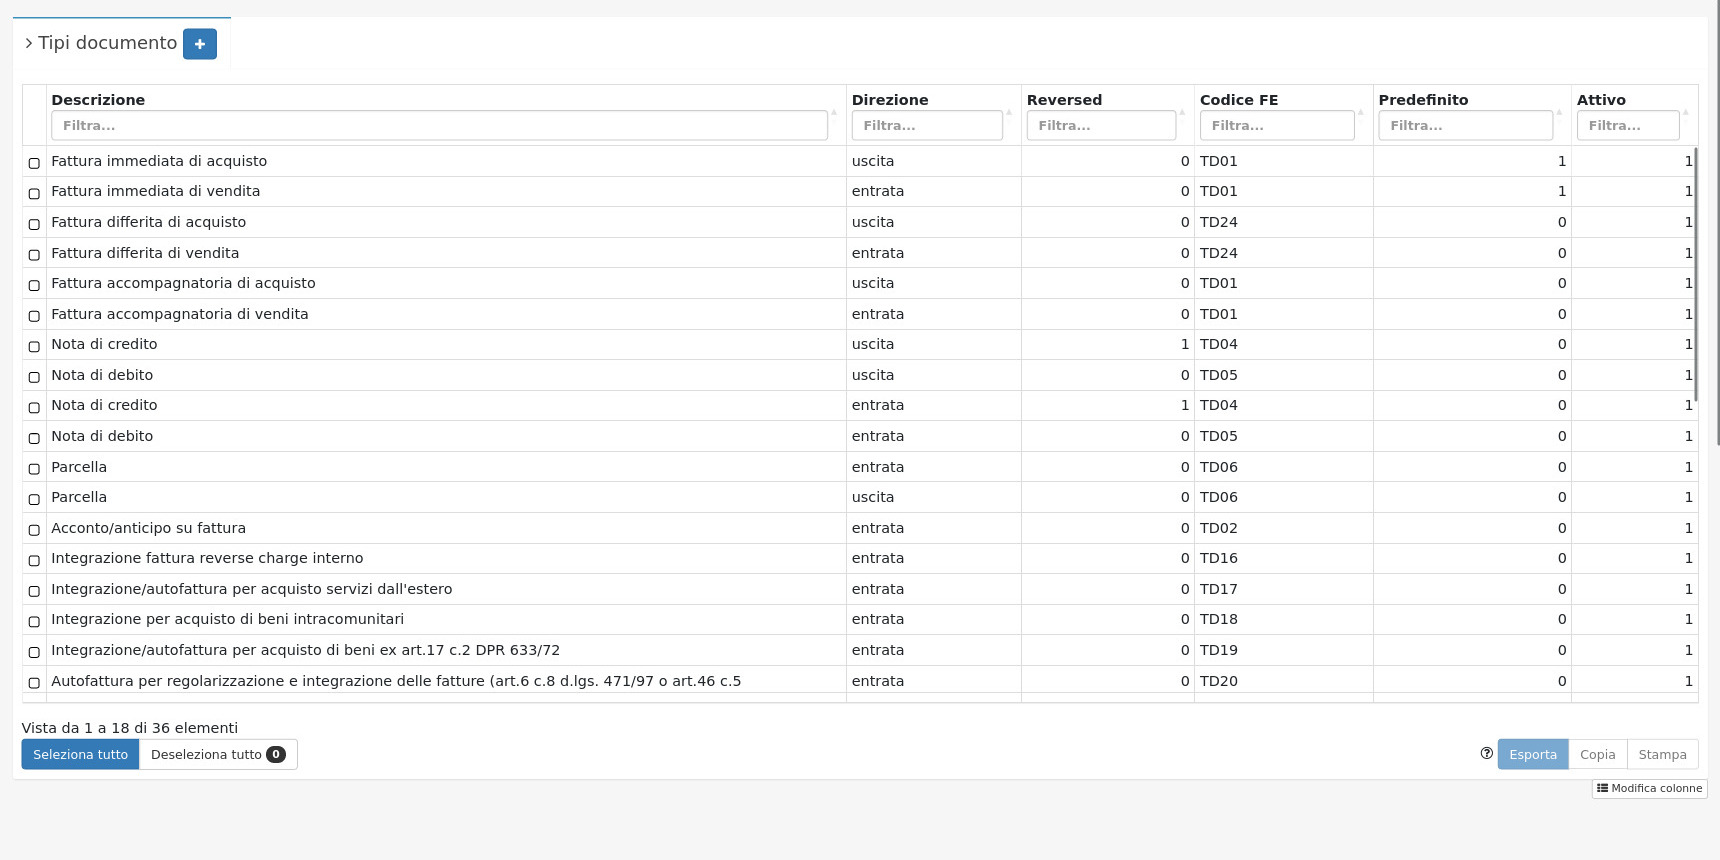 Tipi documento
Descrizione Direzione Reversed Codice FE Predefinito Attivo
Filtra... Filtra... Filtra... Filtra... Filtra... Filtra...
Fattura immediata di acquisto uscita 0 TD01 1 1
Fattura immediata di vendita entrata 0 TD01 1 1
Fattura differita di acquisto uscita 0 TD24 0 1
Fattura differita di vendita entrata 0 TD24 0 1
Fattura accompagnatoria di acquisto uscita 0 TD01 0 1
Fattura accompagnatoria di vendita entrata 0 TD01 0 1
Nota di credito uscita 1 TD04 0 1
Nota di debito uscita 0 TD05 0 1
Nota di credito entrata 1 TD04 0 1
Nota di debito entrata 0 TD05 0 1
Parcella entrata 0 TD06 0 1
Parcella uscita 0 TD06 0 1
Acconto/anticipo su fattura entrata 0 TD02 0 1
Integrazione fattura reverse charge interno entrata 0 TD16 0 1
Integrazione/autofattura per acquisto servizi dall'estero entrata 0 TD17 0 1
Integrazione per acquisto di beni intracomunitari entrata 0 TD18 0 1
Integrazione/autofattura per acquisto di beni ex art.17 c.2 DPR 633/72 entrata 0 TD19 0 1
Autofattura per regolarizzazione e integrazione delle fatture (art.6 c.8 d.lgs. 471/97 o art.46 c.5 entrata 0 TD20 0 1
Vista da 1 a 18 di 36 elementi
Seleziona tutto Deseleziona tutto 0 Esporta Copia Stampa
Modifica colonne